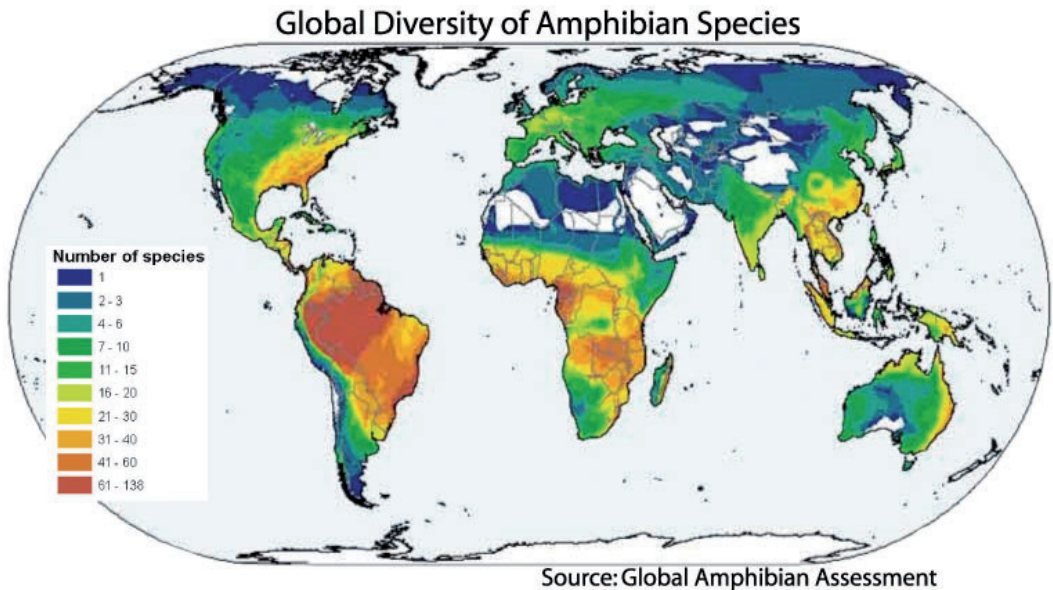 Global Diversity of Amphibian Species
Number of species
1
2 - 3
4 - 6
7 - 10
11 - 15
16 - 20
21 - 30
31 - 40
41 - 60
61 - 138
Source: Global Amphibian Assessment